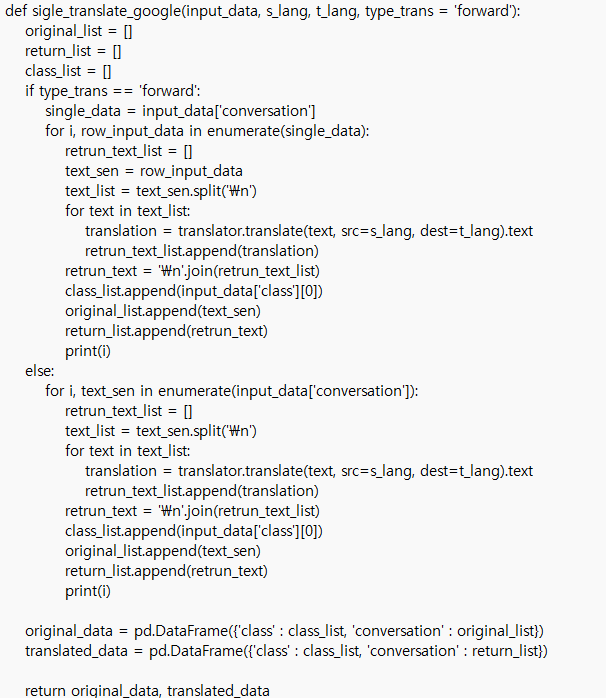 def sigle_translate_google(input_data, s_lang, t_lang, type_trans = 'forward'):
    original_list = []
    return_list = []
    class_list = []
    if type_trans == 'forward':
        single_data = input_data['conversation']
        for i, row_input_data in enumerate(single_data):
            retrun_text_list = []
            text_sen = row_input_data
            text_list = text_sen.split('₩n')
            for text in text_list:
                translation = translator.translate(text, src=s_lang, dest=t_lang).text
                retrun_text_list.append(translation)
            retrun_text = '₩n'.join(retrun_text_list)
            class_list.append(input_data['class'][0])
            original_list.append(text_sen)
            return_list.append(retrun_text)
            print(i)
    else:
        for i, text_sen in enumerate(input_data['conversation']):
            retrun_text_list = []
            text_list = text_sen.split('₩n')
            for text in text_list:
                translation = translator.translate(text, src=s_lang, dest=t_lang).text
                retrun_text_list.append(translation)
            retrun_text = '₩n'.join(retrun_text_list)
            class_list.append(input_data['class'][0])
            original_list.append(text_sen)
            return_list.append(retrun_text)
            print(i)

    original_data = pd.DataFrame({'class' : class_list, 'conversation' : original_list})
    translated_data = pd.DataFrame({'class' : class_list, 'conversation' : return_list})

    return original_data, translated_data